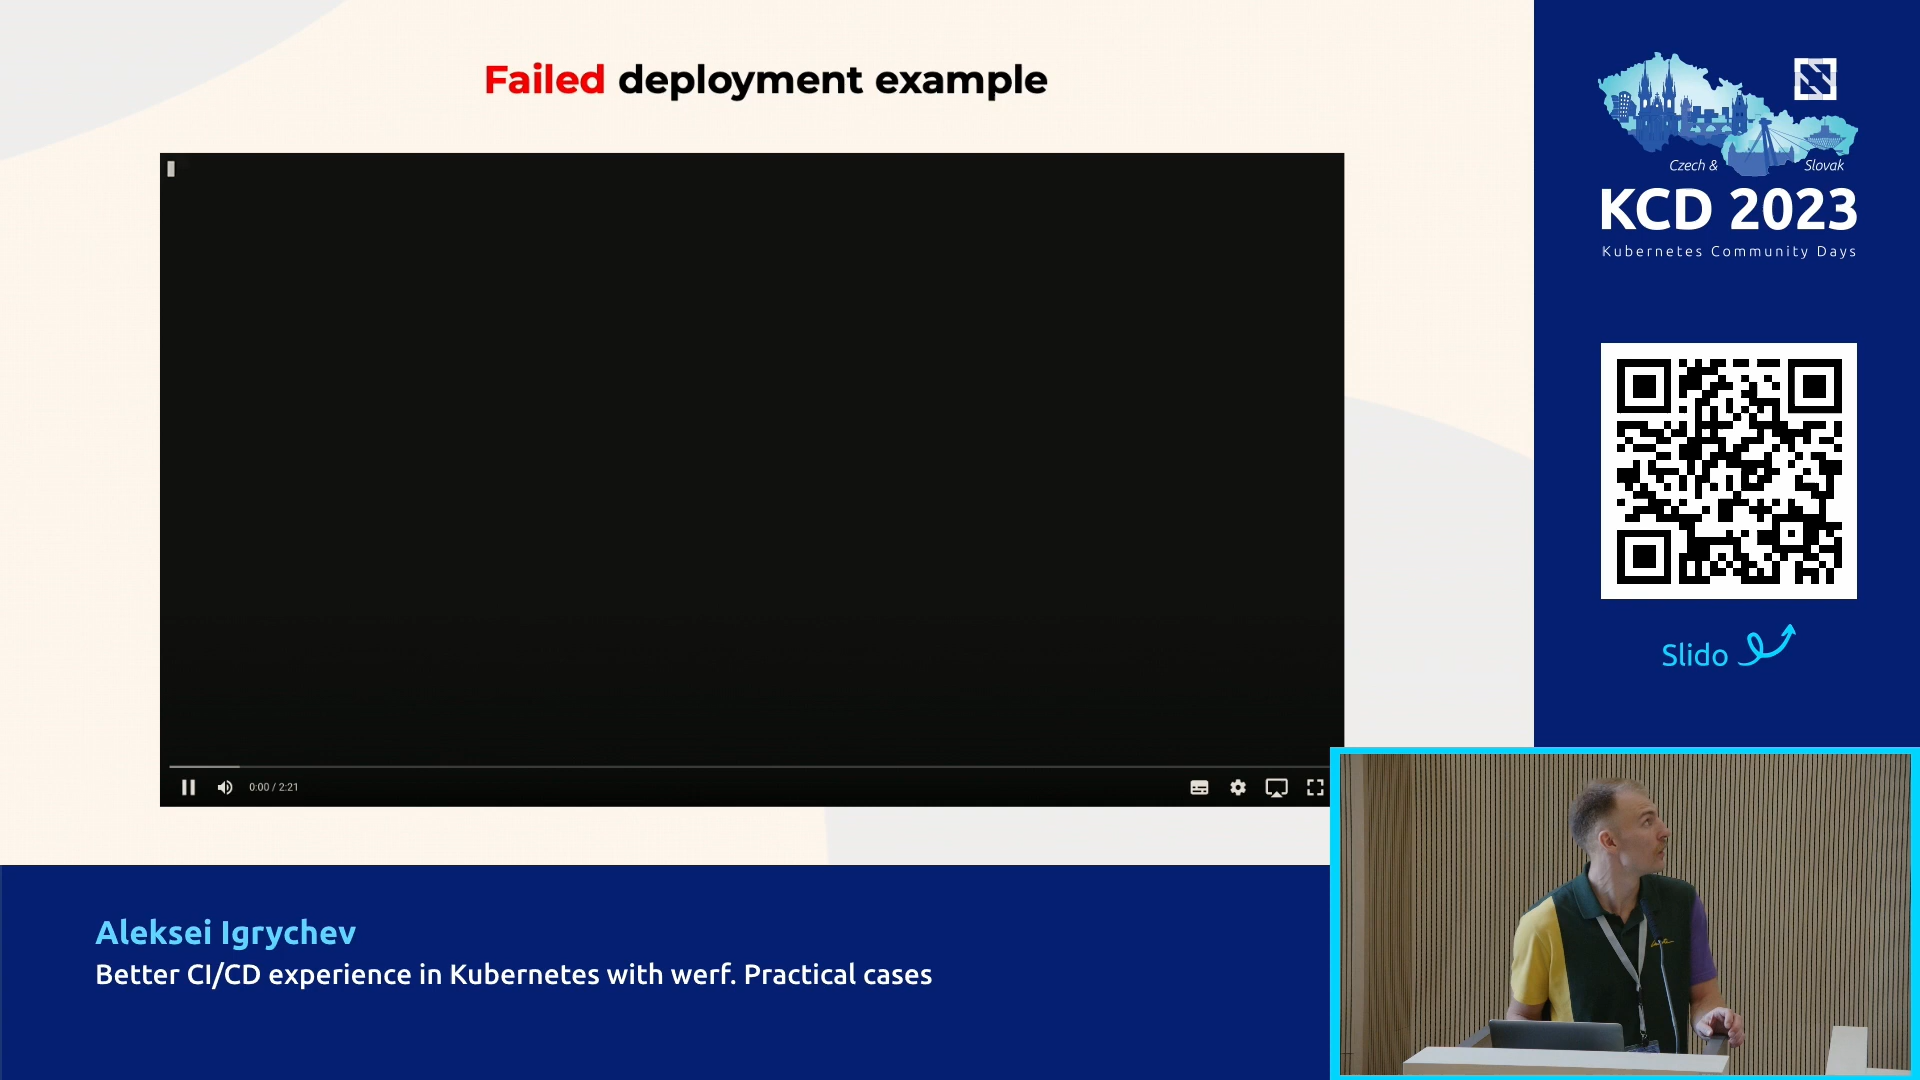 Failed deployment example
0:00 / 2:21
Czech & Slovak
KCD 2023
Kubernetes Community Days
Slido
Aleksei Igrychev
Better CI/CD experience in Kubernetes with werf. Practical cases